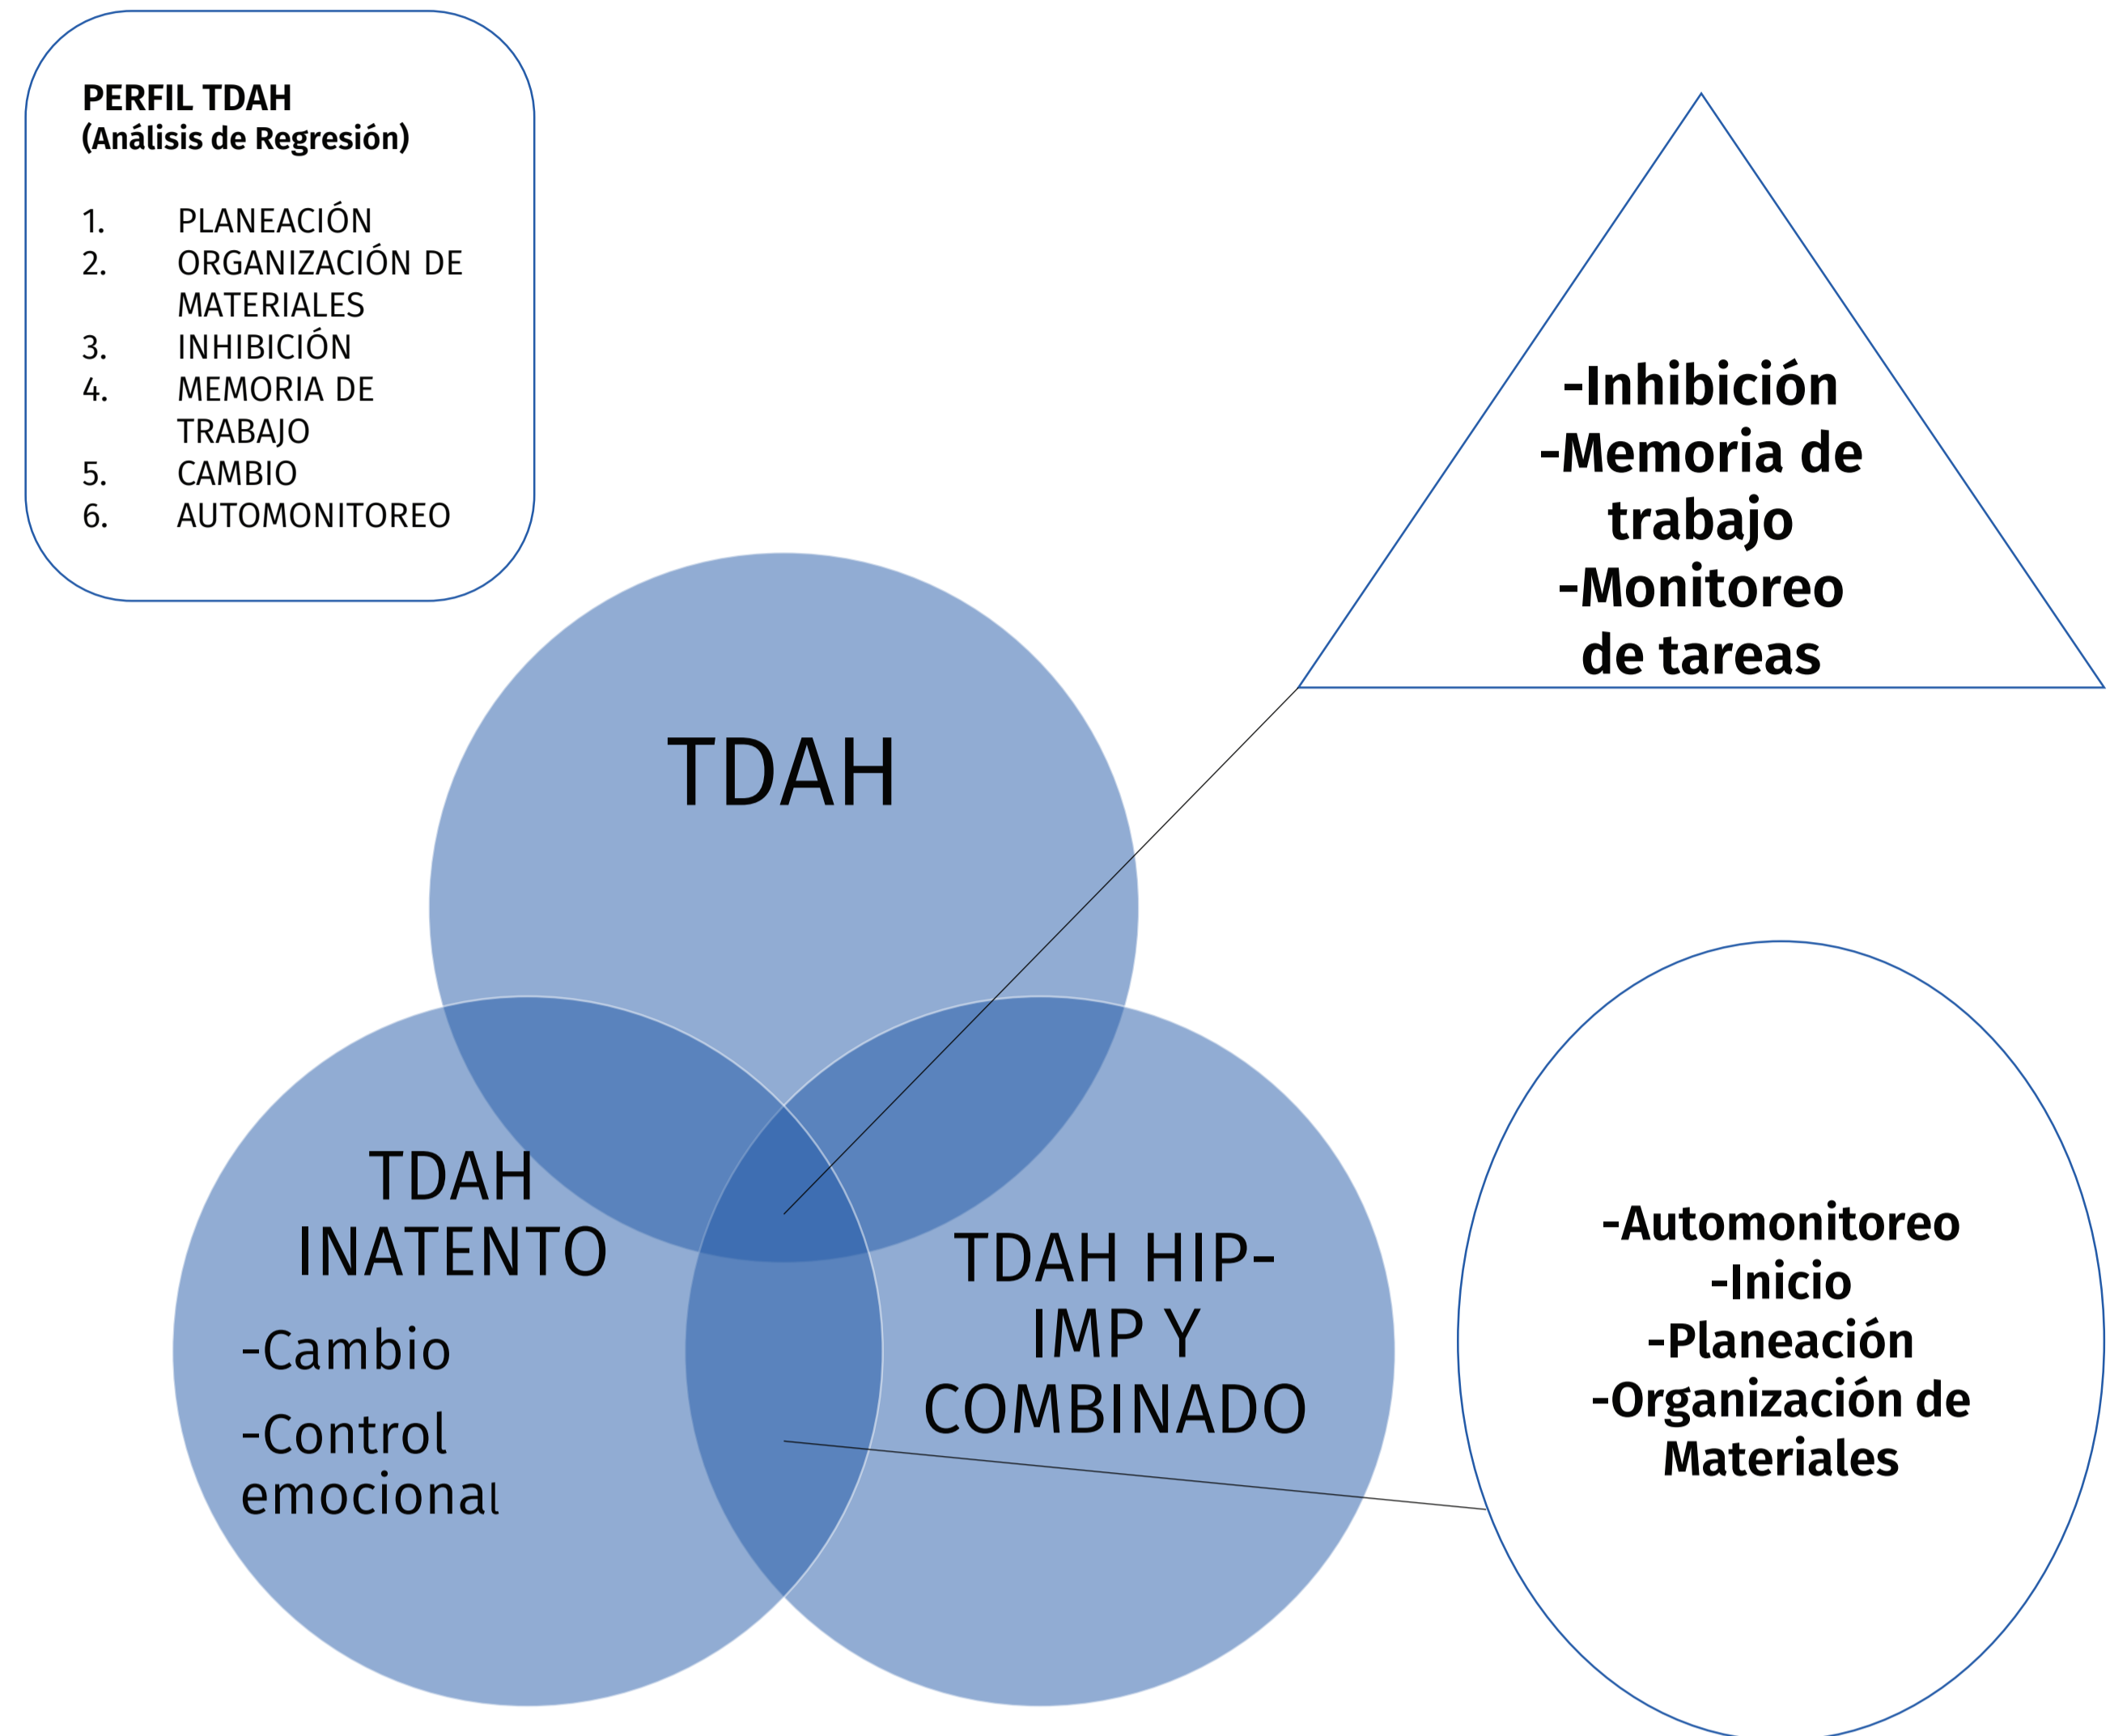 PERFIL TDAH
(Análisis de Regresión)
1. PLANEACIÓN
2. ORGANIZACIÓN DE
MATERIALES
3. INHIBICIÓN
4. MEMORIA DE
TRABAJO
5. CAMBIO
6. AUTOMONITOREO
-Inhibición
-Memoria de
trabajo
-Monitoreo
de tareas
TDAH
TDAH
INATENTO
-Cambio
-Control
emocional
TDAH HIP-
IMP Y
COMBINADO
-Automonitoreo
-Inicio
-Planeación
-Organización de
Materiales